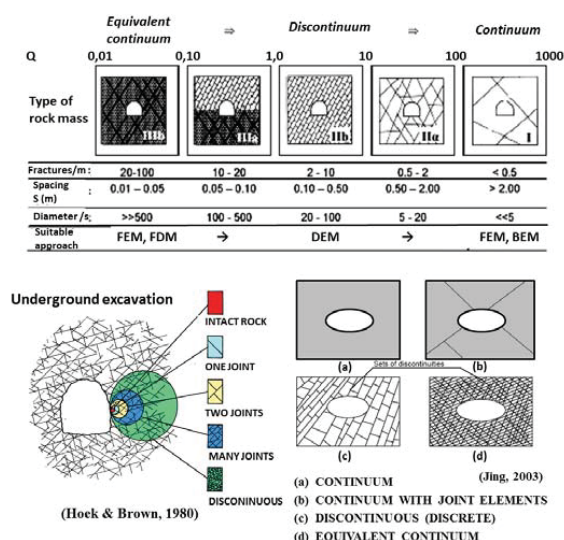 Equivalent continuum ⇒ Discontinuum ⇒ Continuum
Q 0,01 0,10 1,0 10 100 1000
Type of rock mass
IIIb IIIa IIb IIa I
Fractures/m : 20-100 10 - 20 2 - 10 0.5 - 2 < 0.5
Spacing S (m) : 0.01 – 0.05 0.05 – 0.10 0.10 – 0.50 0.50 - 2.00 > 2.00
Diameter /s: >>500 100 - 500 20 - 100 5 - 20 <<5
Suitable approach FEM, FDM → DEM → FEM, BEM
Underground excavation
INTACT ROCK
ONE JOINT
TWO JOINTS
MANY JOINTS
DISCONINUOUS
(Hoek & Brown, 1980)
(a) (b)
Sets of discontinuities
(c) (d)
(Jing, 2003)
(a) CONTINUUM
(b) CONTINUUM WITH JOINT ELEMENTS
(c) DISCONTINUOUS (DISCRETE)
(d) EQUIVALENT CONTINUUM